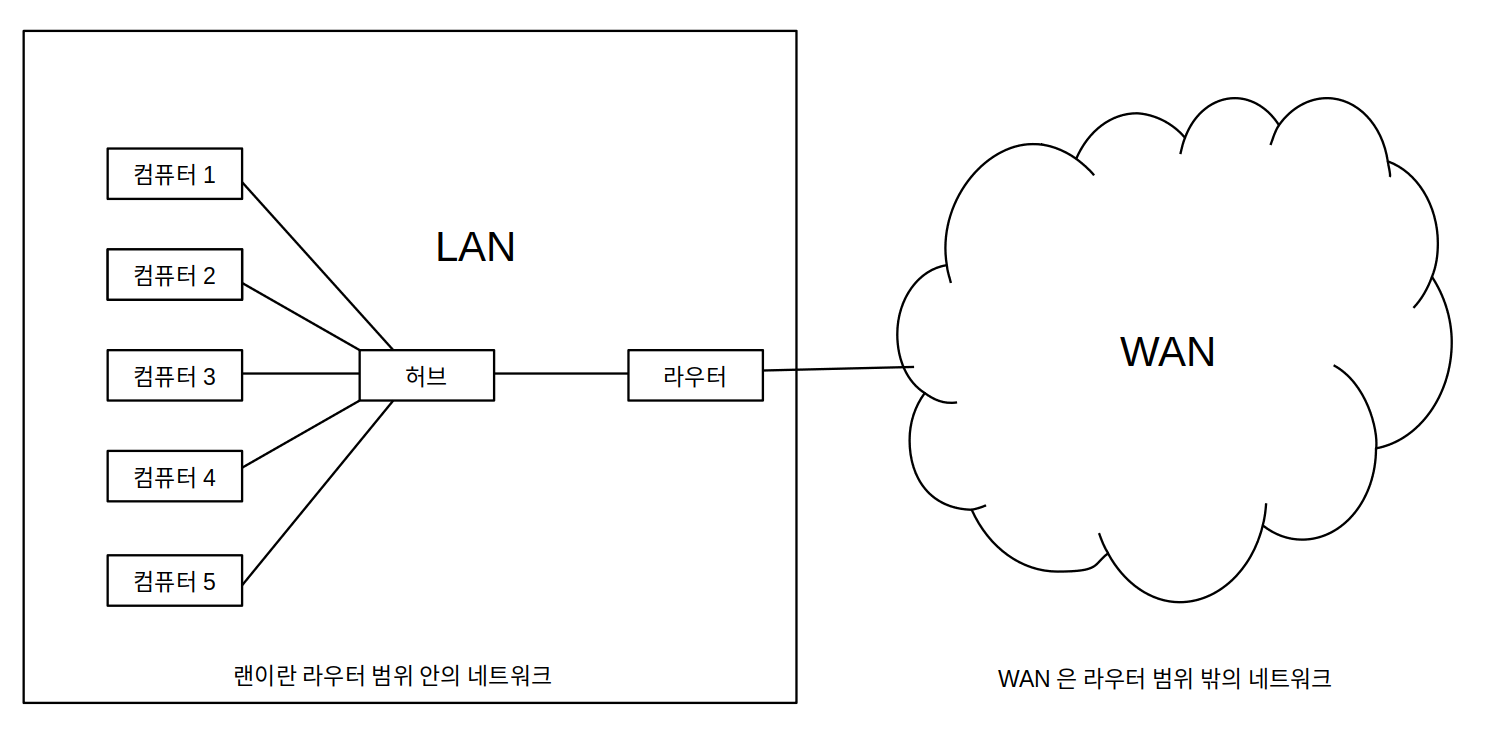 LAN
컴퓨터 1
컴퓨터 2
컴퓨터 3
컴퓨터 4
컴퓨터 5
허브
라우터
랜이란 라우터 범위 안의 네트워크
WAN
WAN 은 라우터 범위 밖의 네트워크